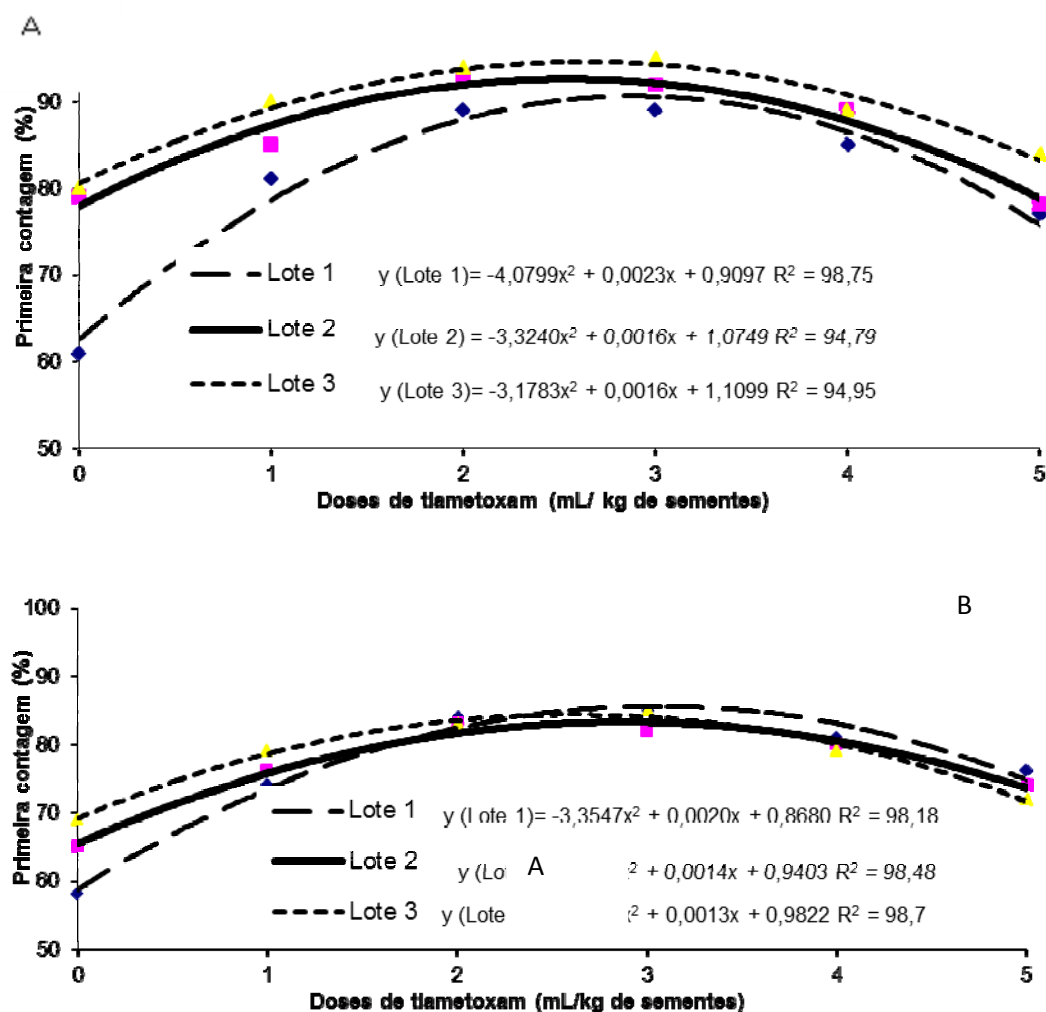 A
90
80
70
60
50
Primeira contagem (%)
Lote 1 y (Lote 1)= -4,0799x² + 0,0023x + 0,9097 R² = 98,75
Lote 2 y (Lote 2) = -3,3240x² + 0,0016x + 1,0749 R² = 94,79
Lote 3 y (Lote 3)= -3,1783x² + 0,0016x + 1,1099 R² = 94,95
0 1 2 3 4 5
Doses de tiametoxam (mL/ kg de sementes)
B
100
90
80
70
60
50
Primeira contagem (%)
Lote 1 y (Lote 1)= -3,3547x² + 0,0020x + 0,8680 R² = 98,18
Lote 2 y (Lo A ² + 0,0014x + 0,9403 R² = 98,48
Lote 3 y (Lote x² + 0,0013x + 0,9822 R² = 98,7
0 1 2 3 4 5
Doses de tiametoxam (mL/kg de sementes)